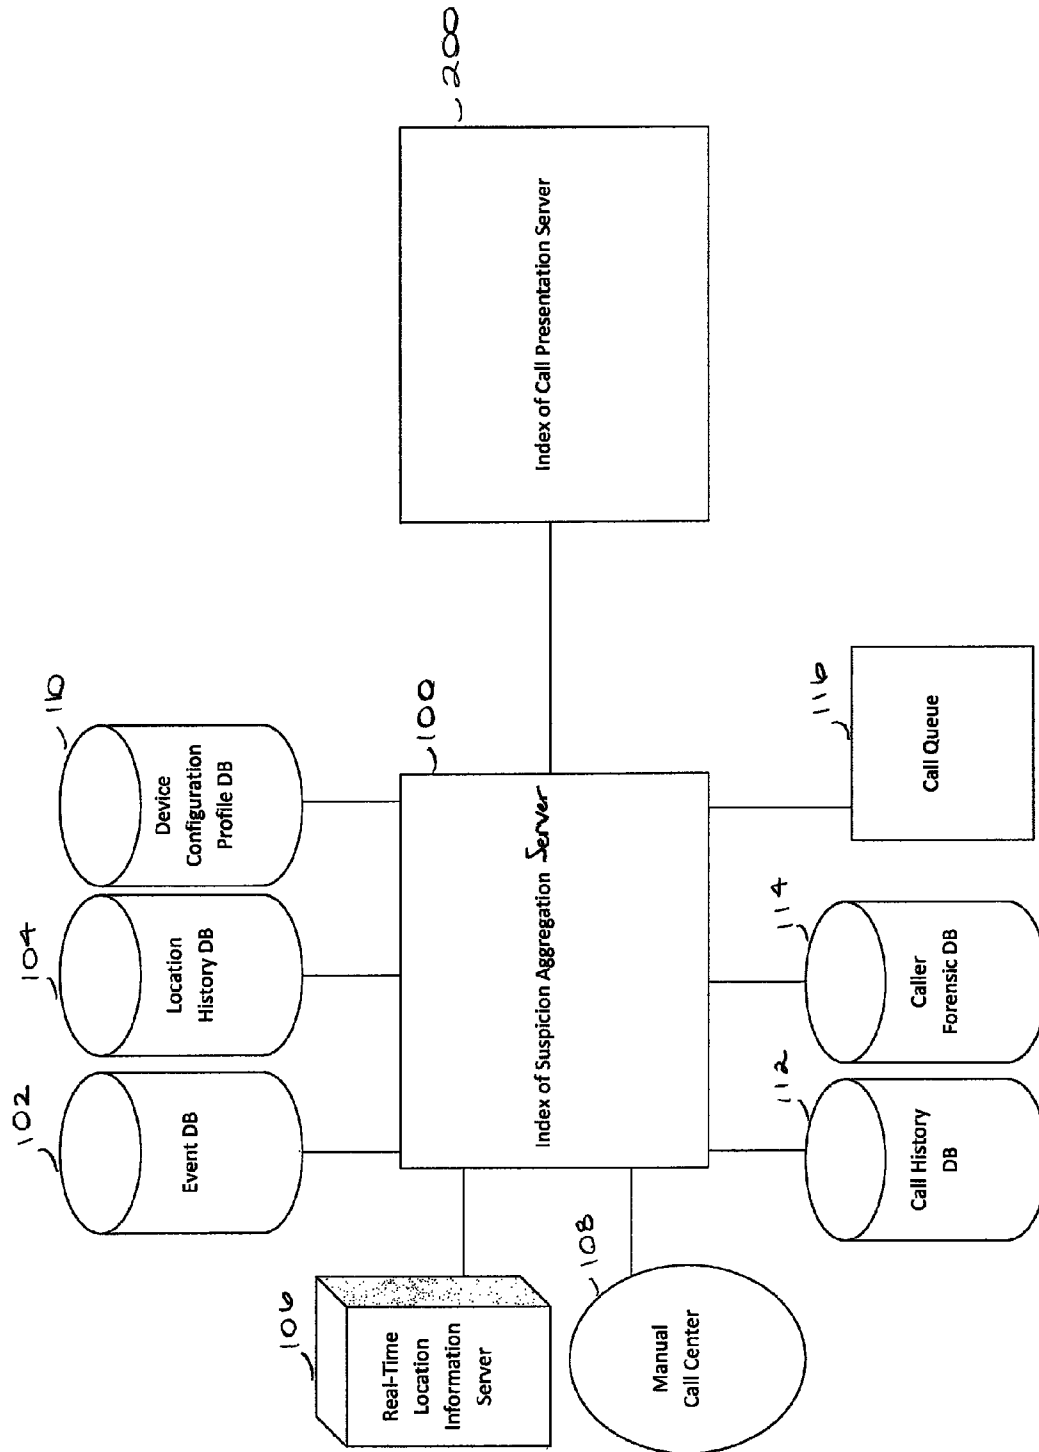 106
Real-Time
Location
Information
Server
108
Manual
Call Center
102
Event DB
104
Location
History DB
110
Device
Configuration
Profile DB
100
Index of Suspicion Aggregation Server
112
Call History
DB
114
Caller
Forensic DB
116
Call Queue
200
Index of Call Presentation Server